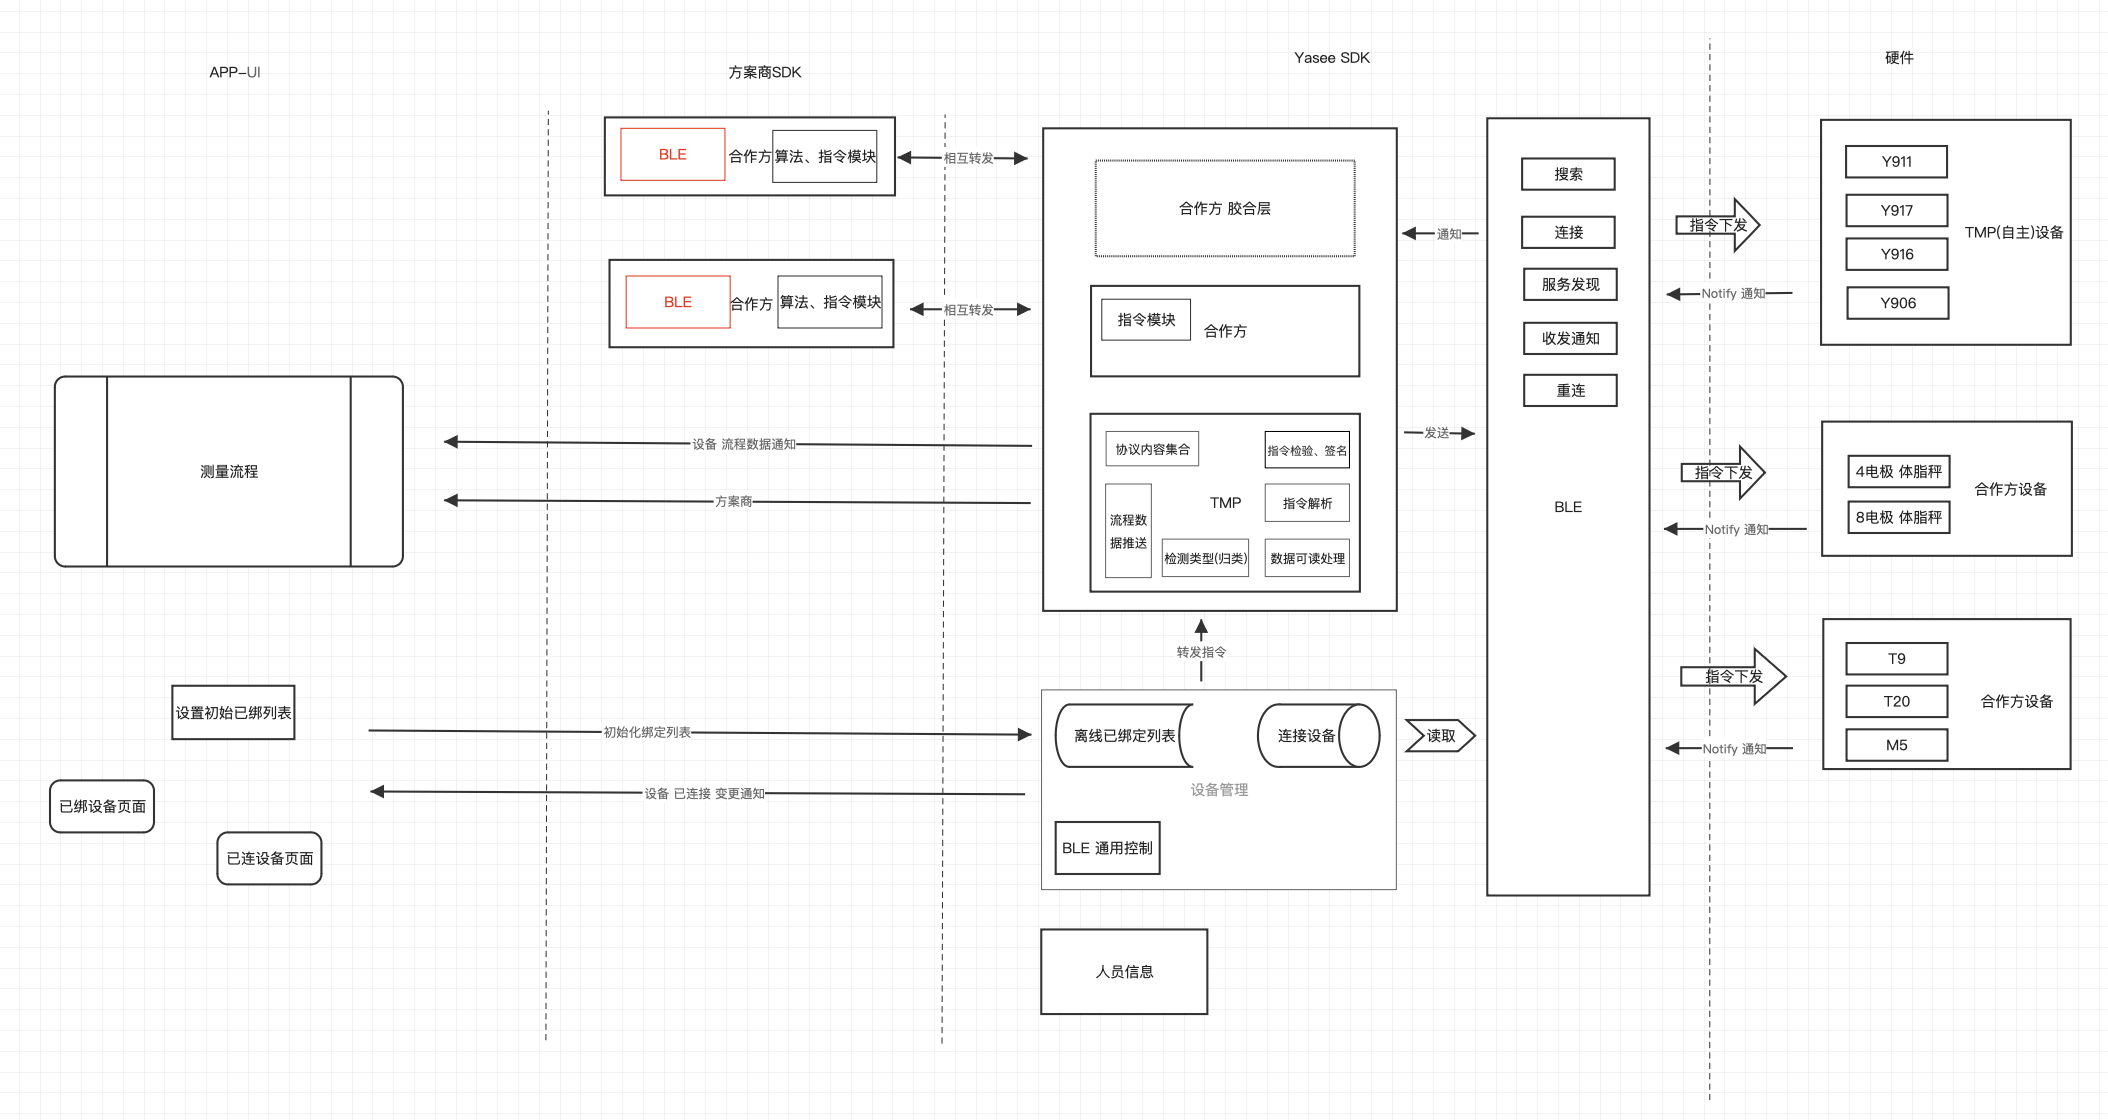 APP-UI
方案商SDK
Yasee SDK
硬件
BLE
合作方
算法、指令模块
相互转发
BLE
合作方
算法、指令模块
相互转发
合作方 胶合层
指令模块
合作方
协议内容集合
指令检验、签名
流程数
据推送
TMP
指令解析
检测类型(归类)
数据可读处理
通知
发送
搜索
连接
服务发现
收发通知
重连
BLE
指令下发
Notify 通知
Y911
Y917
Y916
Y906
TMP(自主)设备
指令下发
Notify 通知
4电极 体脂秤
8电极 体脂秤
合作方设备
指令下发
Notify 通知
T9
T20
M5
合作方设备
测量流程
设备 流程数据通知
方案商
转发指令
设置初始已绑列表
初始化绑定列表
离线已绑定列表
连接设备
读取
设备管理
已绑设备页面
设备 已连接 变更通知
已连设备页面
BLE 通用控制
人员信息